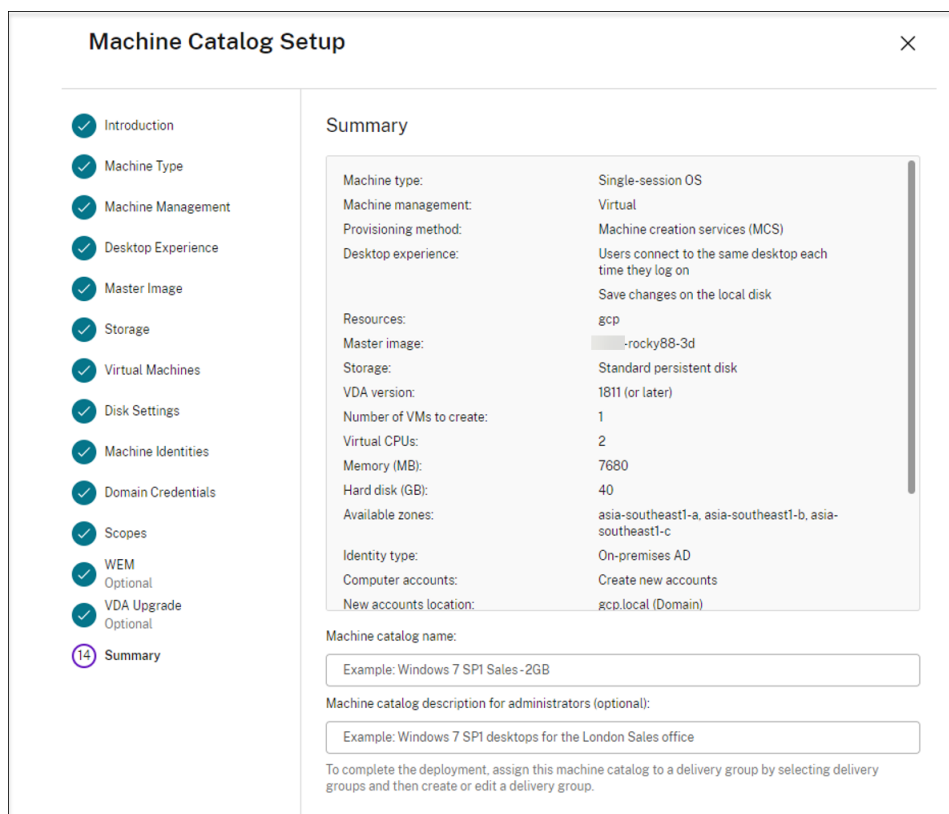 Machine Catalog Setup
Introduction
Machine Type
Machine Management
Desktop Experience
Master Image
Storage
Virtual Machines
Disk Settings
Machine Identities
Domain Credentials
Scopes
WEM
Optional
VDA Upgrade
Optional
14 Summary
Summary
Machine type: Single-session OS
Machine management: Virtual
Provisioning method: Machine creation services (MCS)
Desktop experience: Users connect to the same desktop each
time they log on
Save changes on the local disk
Resources: gcp
Master image: -rocky88-3d
Storage: Standard persistent disk
VDA version: 1811 (or later)
Number of VMs to create: 1
Virtual CPUs: 2
Memory (MB): 7680
Hard disk (GB): 40
Available zones: asia-southeast1-a, asia-southeast1-b, asia-
southeast1-c
Identity type: On-premises AD
Computer accounts: Create new accounts
New accounts location: gcp.local (Domain)
Machine catalog name:
Example: Windows 7 SP1 Sales - 2GB
Machine catalog description for administrators (optional):
Example: Windows 7 SP1 desktops for the London Sales office
To complete the deployment, assign this machine catalog to a delivery group by selecting delivery
groups and then create or edit a delivery group.